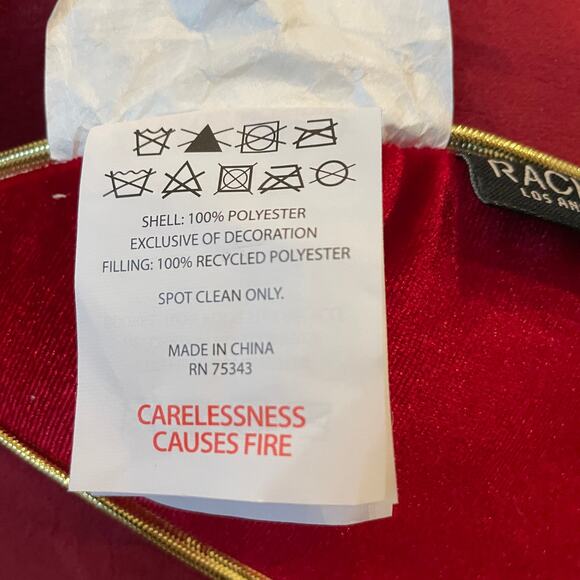 SHELL: 100% POLYESTER
EXCLUSIVE OF DECORATION
FILLING: 100% RECYCLED POLYESTER
SPOT CLEAN ONLY.
MADE IN CHINA
RN 75343
CARELESSNESS
CAUSES FIRE
RACH
LOS AN